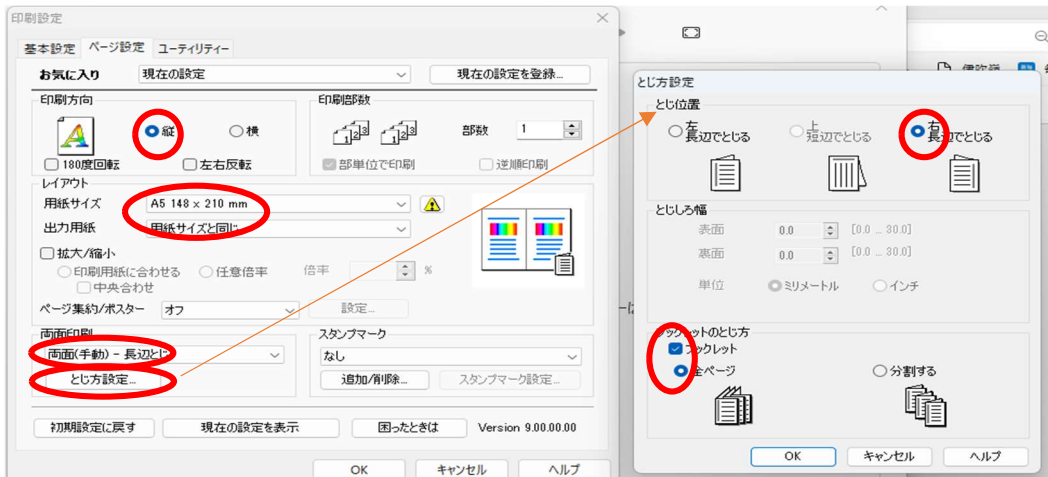 印刷設定
基本設定 ページ設定 ユーティリティー
お気に入り 現在の設定 現在の設定を登録...
印刷方向
A
縦 横
180度回転 左右反転
印刷部数
部数 1
部単位で印刷 逆順印刷
レイアウト
用紙サイズ A5 148 x 210 mm
出力用紙 用紙サイズと同じ
拡大/縮小
印刷用紙に合わせる 任意倍率 倍率 %
中央合わせ
ページ集約/ポスター オフ 設定...
両面印刷
両面(手動) - 長辺とじ
とじ方設定...
スタンプマーク
なし
追加/削除... スタンプマーク設定...
初期設定に戻す 現在の設定を表示 困ったときは Version 9.00.00.00
OK キャンセル ヘルプ
とじ方設定
とじ位置
左 長辺でとじる
上 短辺でとじる
右 長辺でとじる
とじしろ幅
表面 0.0 [0.0 ... 30.0]
裏面 0.0 [0.0 ... 30.0]
単位 ミリメートル インチ
ブックレットのとじ方
ブックレット
全ページ 分割する
OK キャンセル ヘルプ